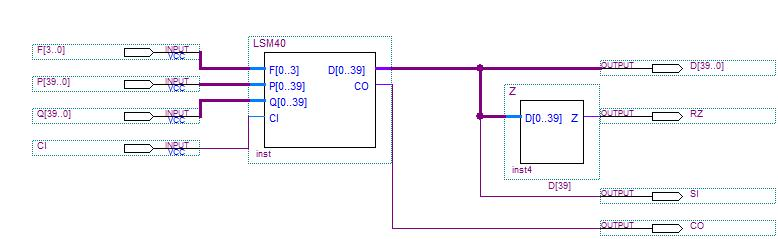 LSM40
F[3..0] INPUT VCC
F[0..3] D[0..39]
OUTPUT D[39..0]
P[39..0] INPUT VCC
P[0..39] CO
Z
Q[39..0] INPUT VCC
Q[0..39]
CI
D[0..39] Z
OUTPUT RZ
CI INPUT VCC
inst
inst4
D[39]
OUTPUT SI
OUTPUT CO